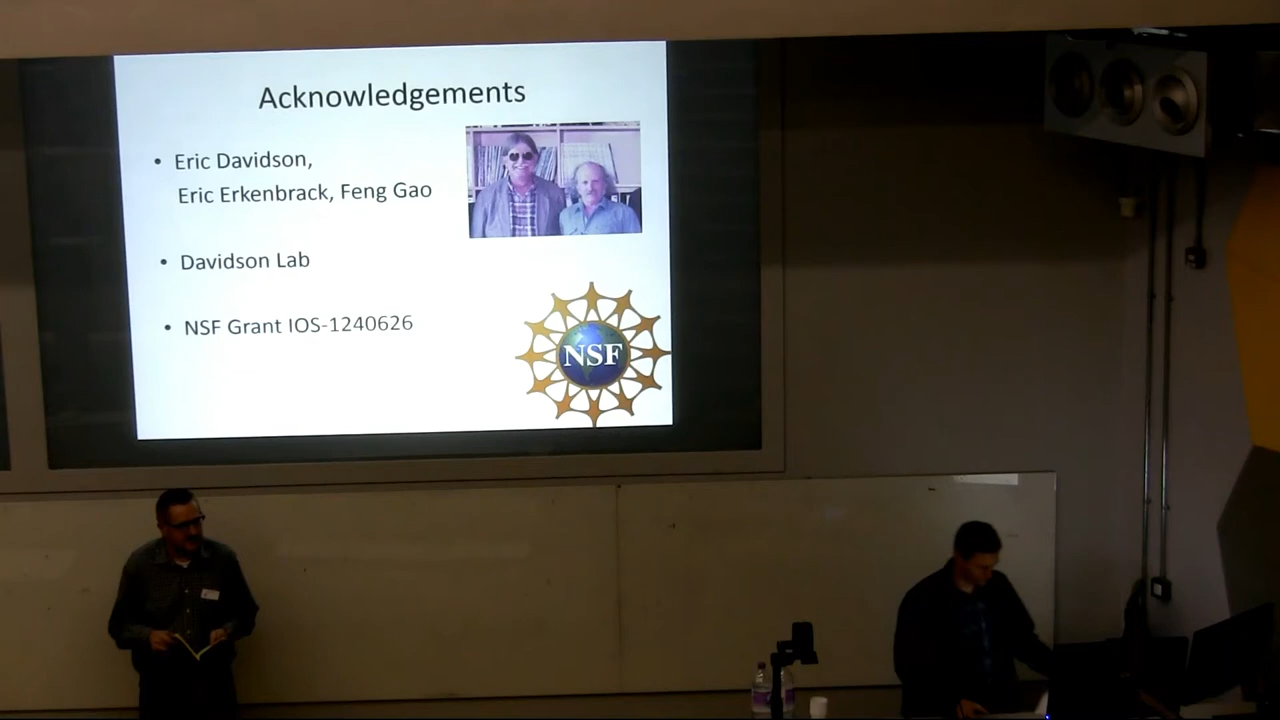 Acknowledgements
• Eric Davidson,
Eric Erkenbrack, Feng Gao
• Davidson Lab
• NSF Grant IOS-1240626
NSF